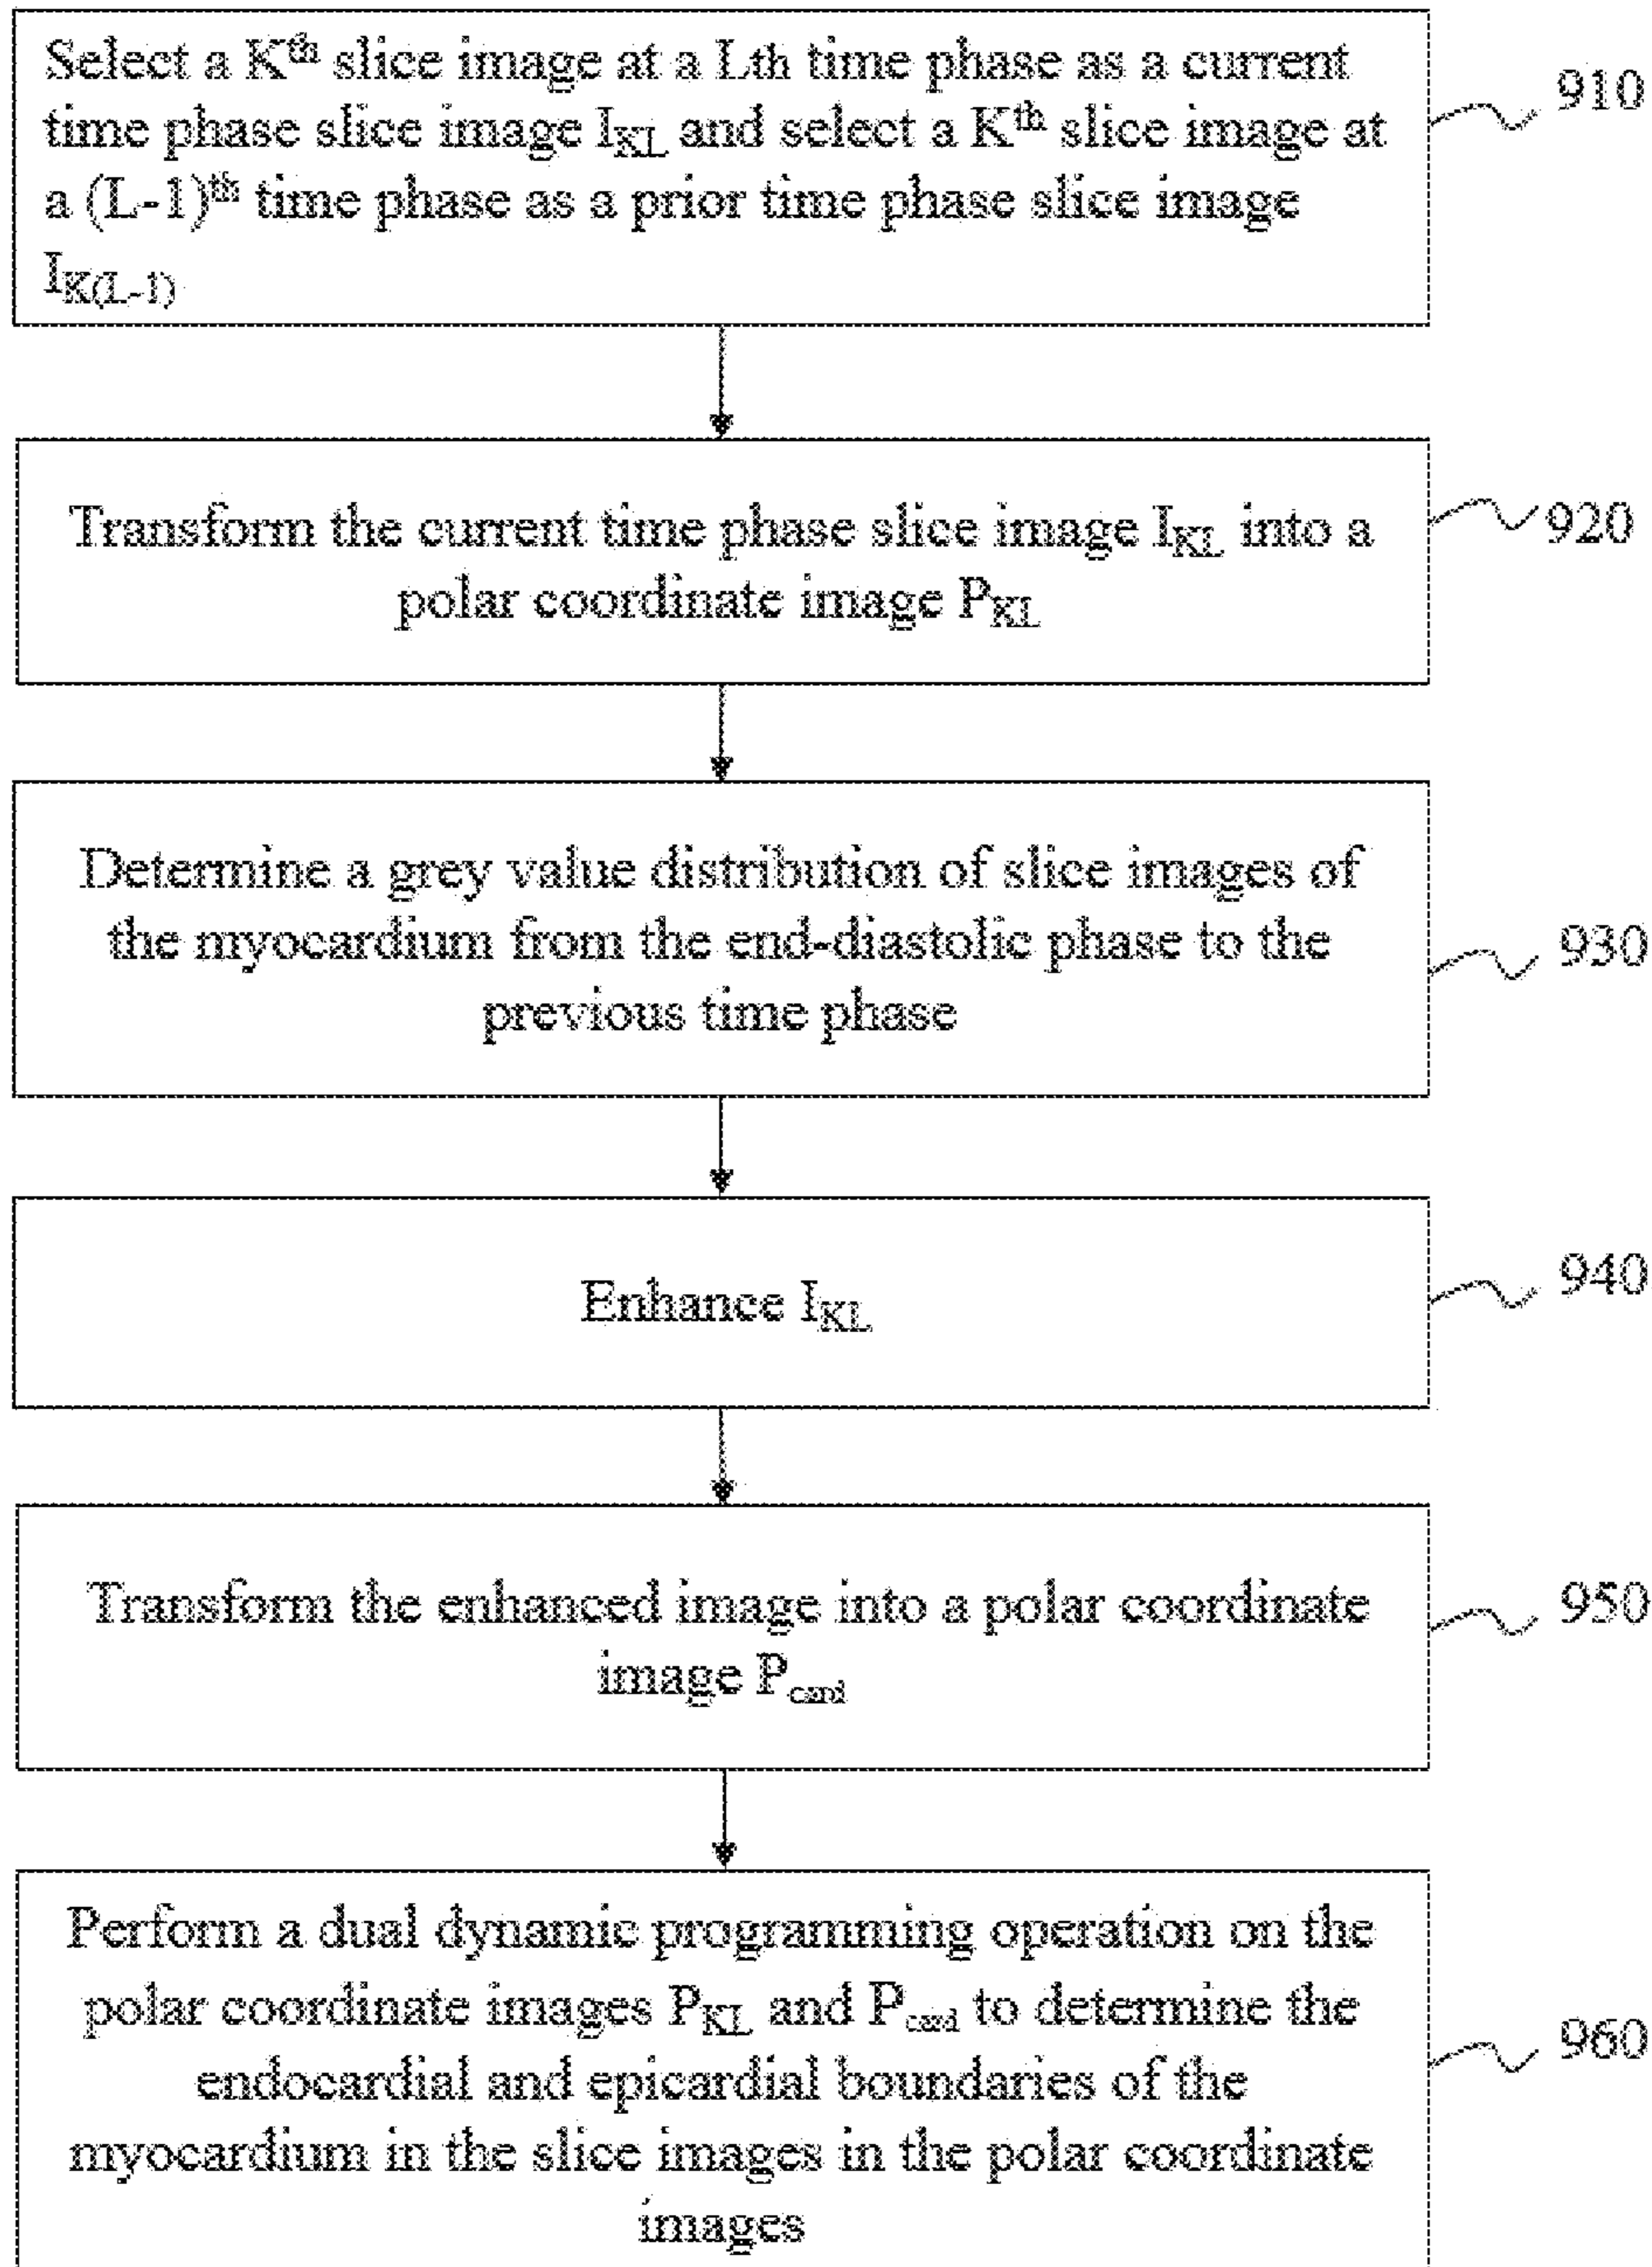 Select a Kth slice image at a Lth time phase as a current
time phase slice image IKL and select a Kth slice image at
a (L-1)th time phase as a prior time phase slice image
IK(L-1)
910
Transform the current time phase slice image IKL into a
polar coordinate image PKL
920
Determine a grey value distribution of slice images of
the myocardium from the end-diastolic phase to the
previous time phase
930
Enhance IKL
940
Transform the enhanced image into a polar coordinate
image Pcard
950
Perform a dual dynamic programming operation on the
polar coordinate images PKL and Pcard to determine the
endocardial and epicardial boundaries of the
myocardium in the slice images in the polar coordinate
images
960